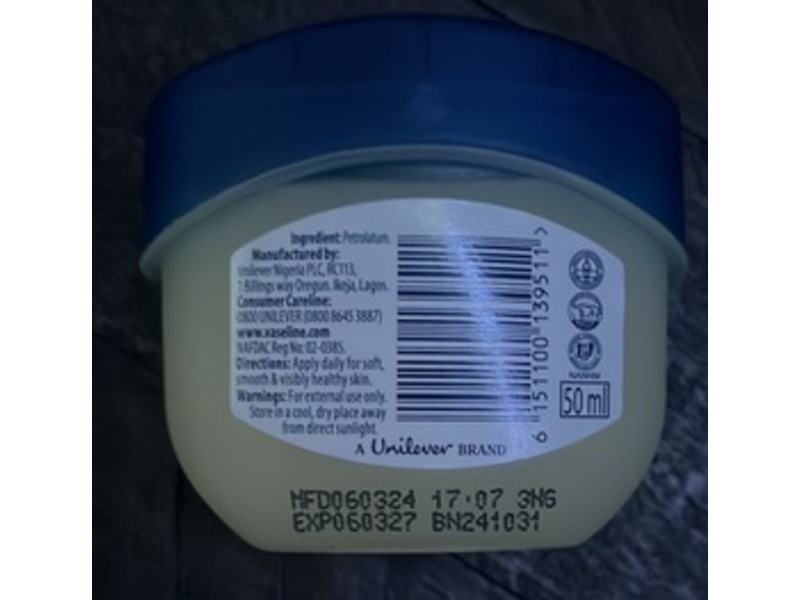 Ingredient: Petrolatum.
Manufactured by:
Unilever Nigeria PLC, RC113,
1 Billings way Oregun. Ikeja, Lagos.
Consumer Careline:
0800 UNILEVER (0800 8645 3887)
www.vaseline.com
NAFDAC Reg No: 02-0385.
Directions: Apply daily for soft,
smooth & visibly healthy skin.
Warnings: For external use only.
Store in a cool, dry place away
from direct sunlight.
A Unilever BRAND
6 151100 139511 >
50 ml
MFD060324 17:07 3NG
EXP060327 BN241031